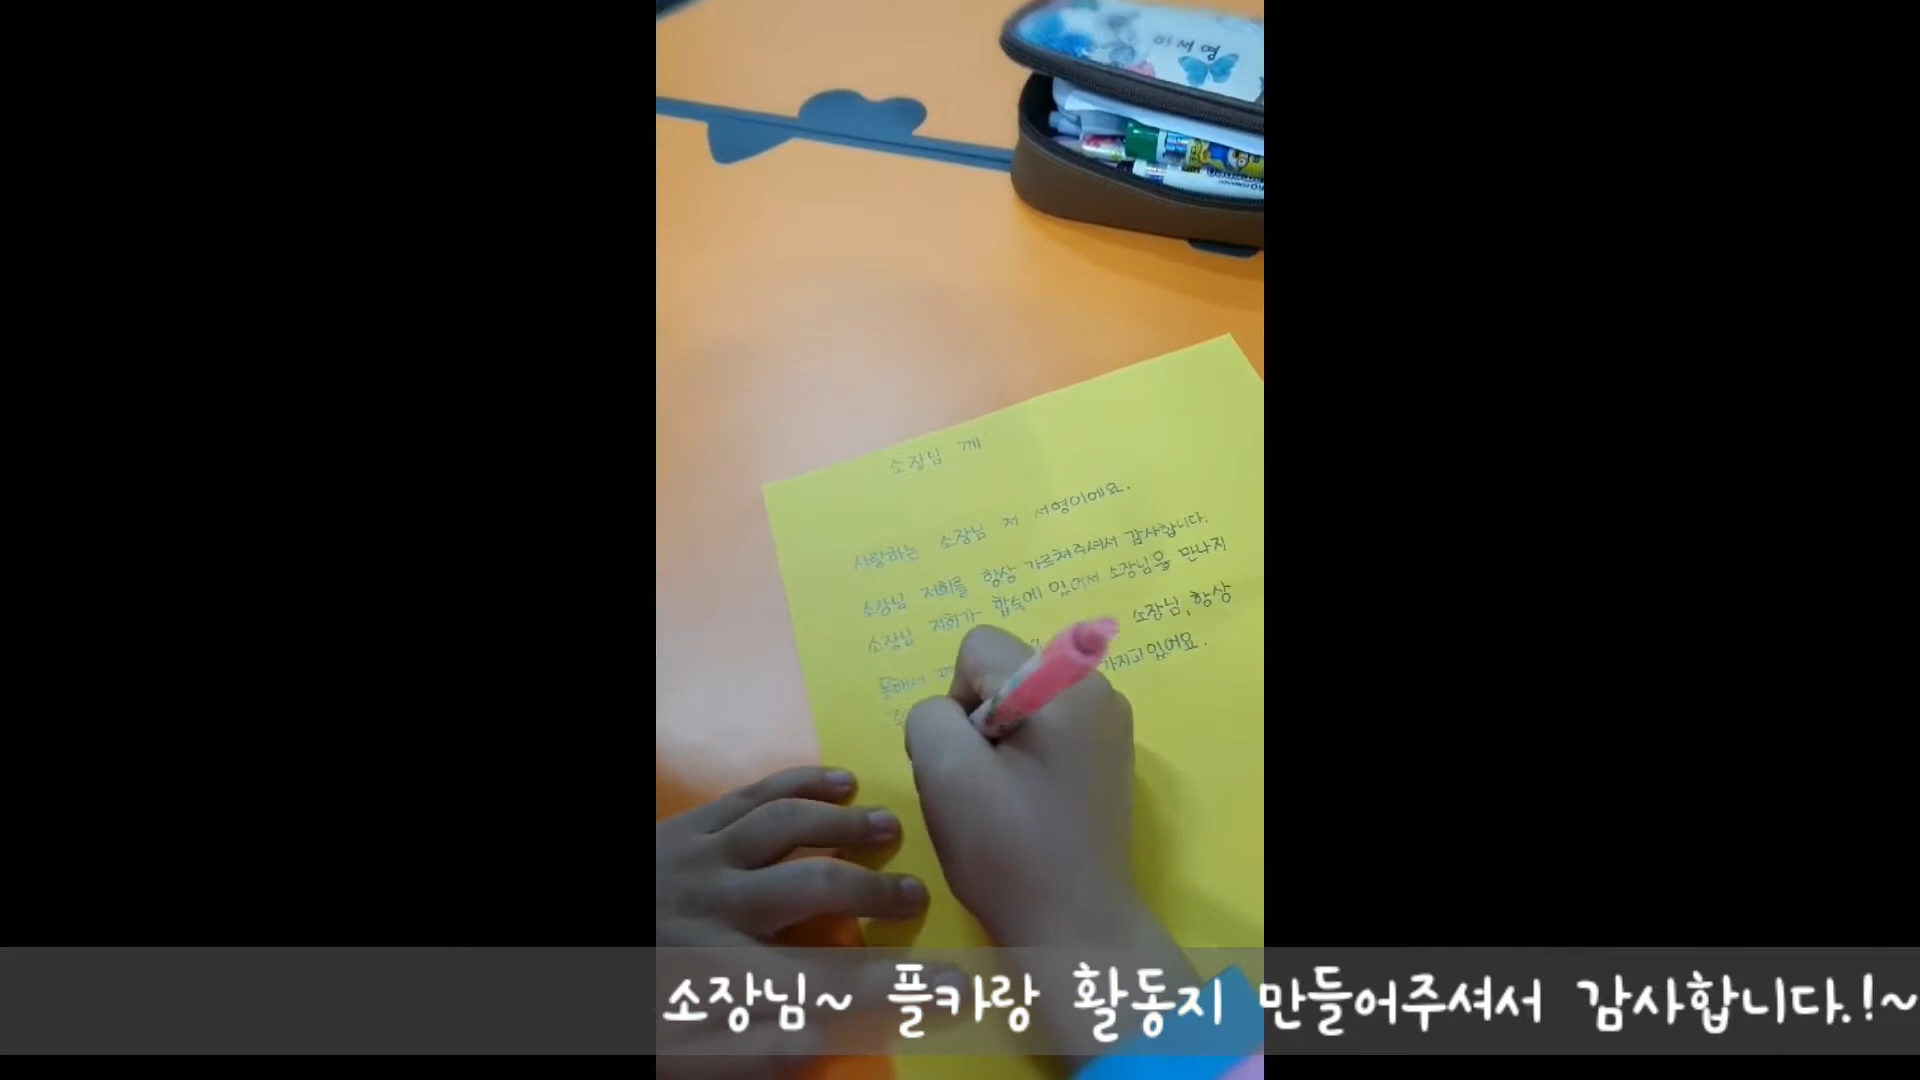 이서영
소장님 께
사랑하는 소장님 저 서영이에요.
소장님 저희를 항상 가르쳐주셔서 감사합니다.
소장님 저희가 합숙에 있어서 소장님을 만나지
못해서 소장님, 항상
가지고있어요.
소장님~ 플카랑 활동지 만들어주셔서 감사합니다.!~